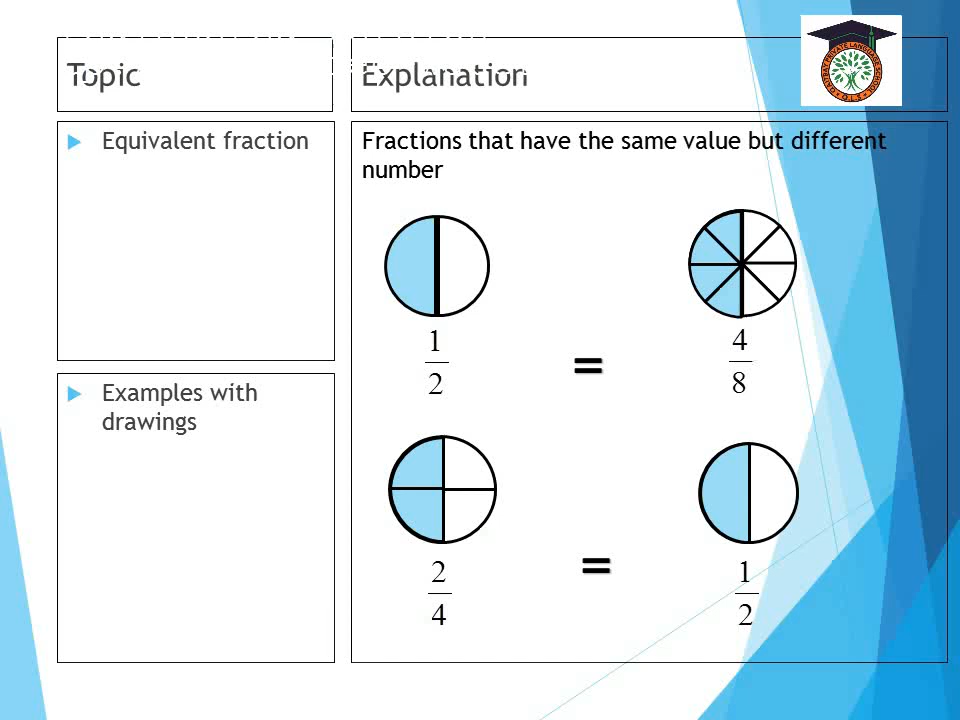 Topic
Explanation
Equivalent fraction
Fractions that have the same value but different
number
1
2
=
4
8
Examples with
drawings
2
4
=
1
2